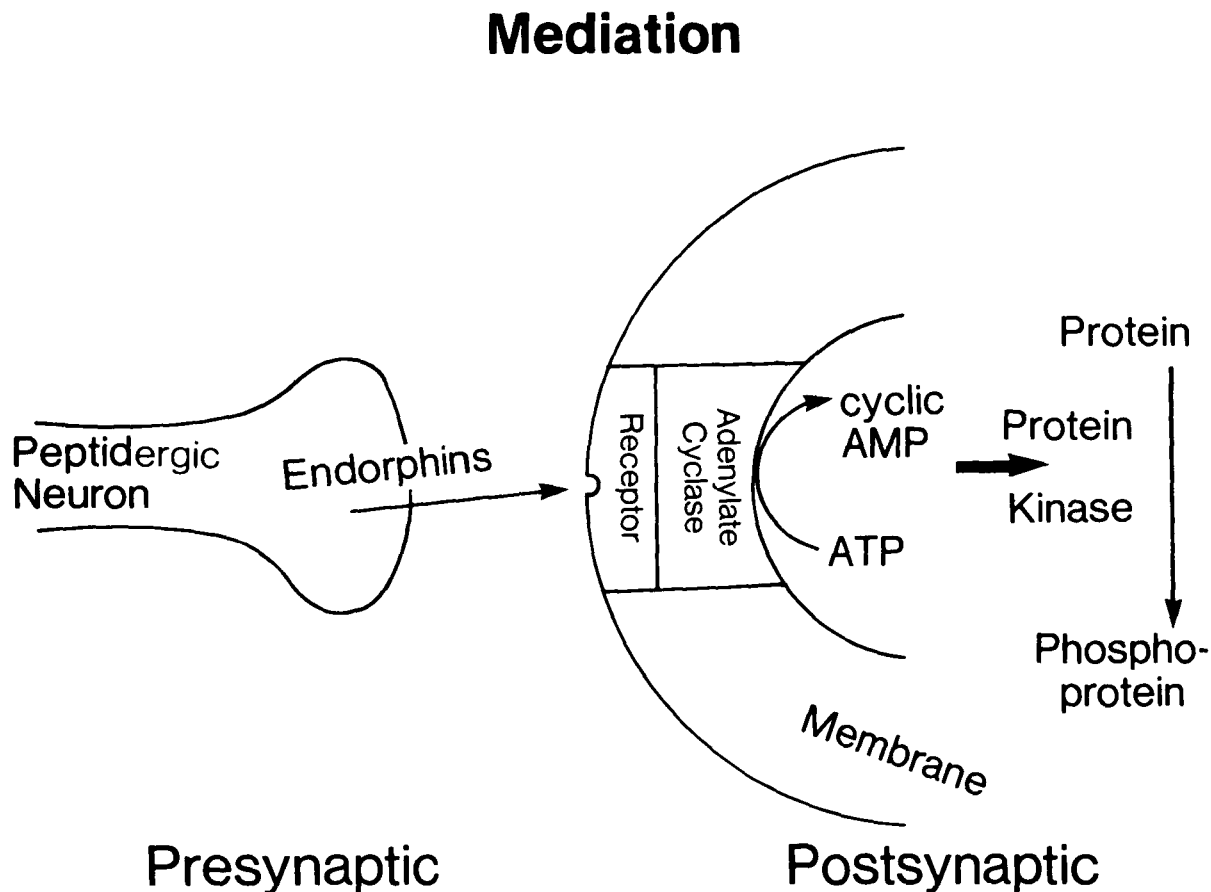 Mediation
Peptidergic
Neuron
Endorphins
Receptor
Adenylate
Cyclase
cyclic
AMP
ATP
Protein
Kinase
Protein
Phospho-
protein
Membrane
Presynaptic
Postsynaptic